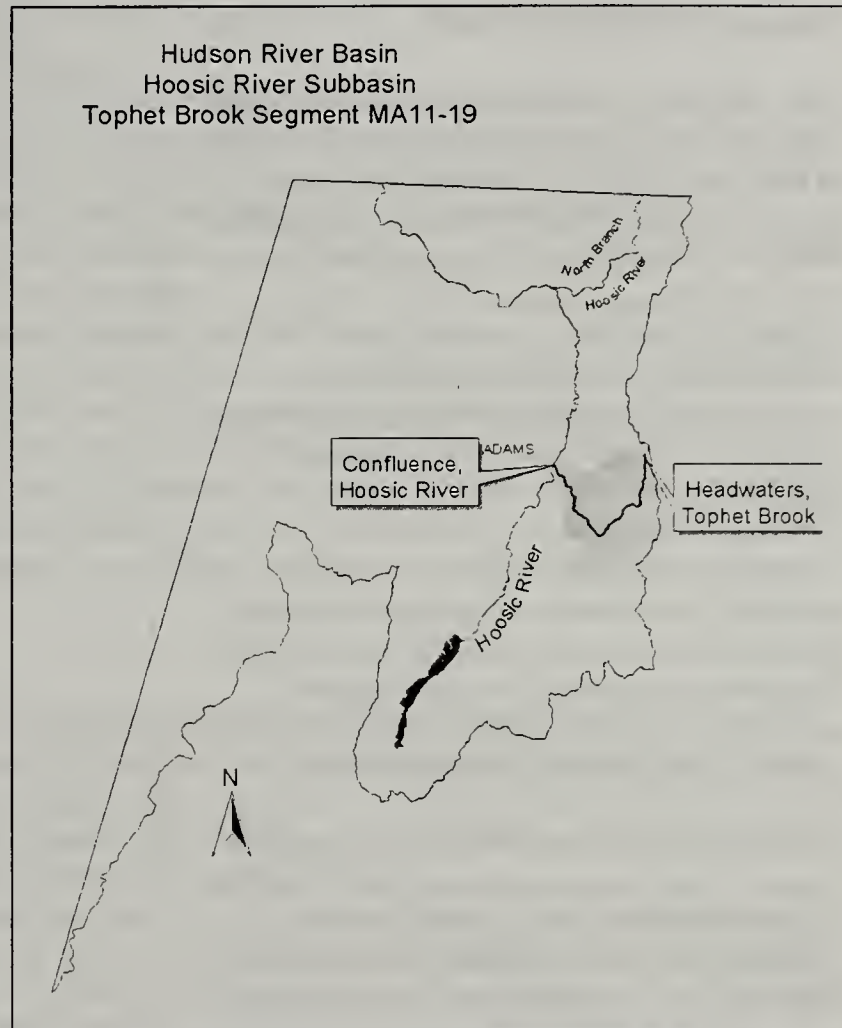 Hudson River Basin
Hoosic River Subbasin
Tophet Brook Segment MA11-19
North Branch
Hoosic River
ADAMS
Confluence,
Hoosic River
Headwaters,
Tophet Brook
Hoosic River
N